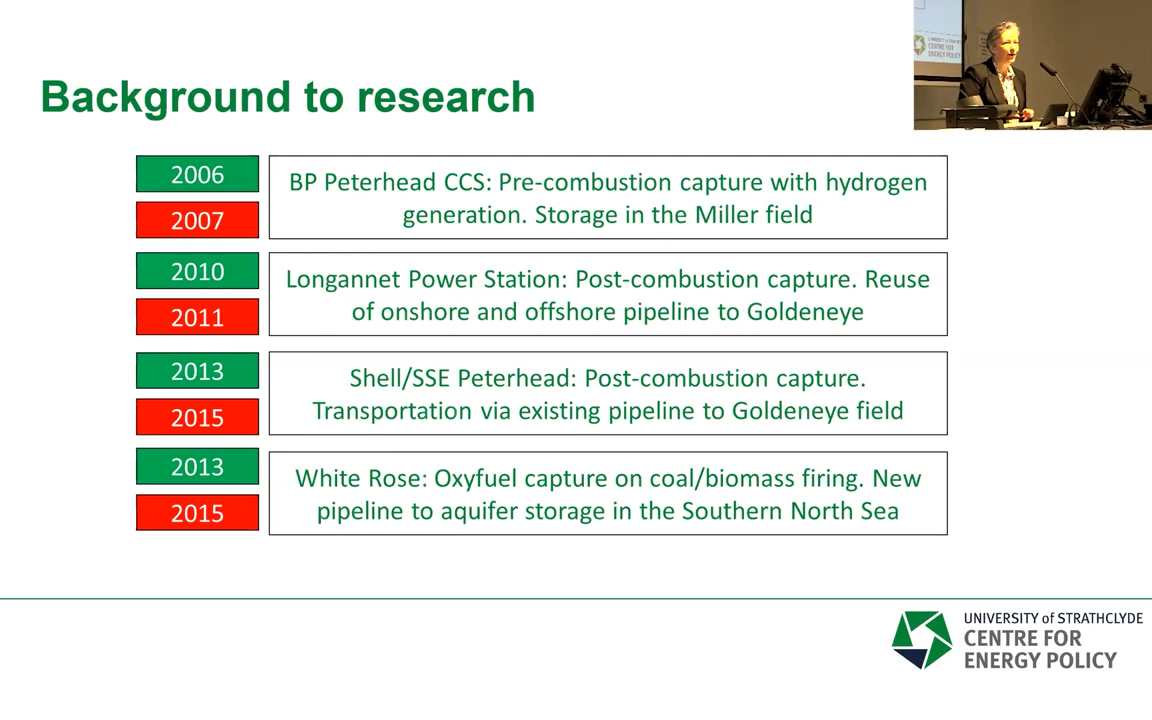 Background to research
2006
BP Peterhead CCS: Pre-combustion capture with hydrogen
generation. Storage in the Miller field
2007
2010
Longannet Power Station: Post-combustion capture. Reuse
of onshore and offshore pipeline to Goldeneye
2011
2013
Shell/SSE Peterhead: Post-combustion capture.
Transportation via existing pipeline to Goldeneye field
2015
2013
White Rose: Oxyfuel capture on coal/biomass firing. New
pipeline to aquifer storage in the Southern North Sea
2015
UNIVERSITY of STRATHCLYDE
CENTRE FOR
ENERGY POLICY
CENTRE FOR
ENERGY POLICY